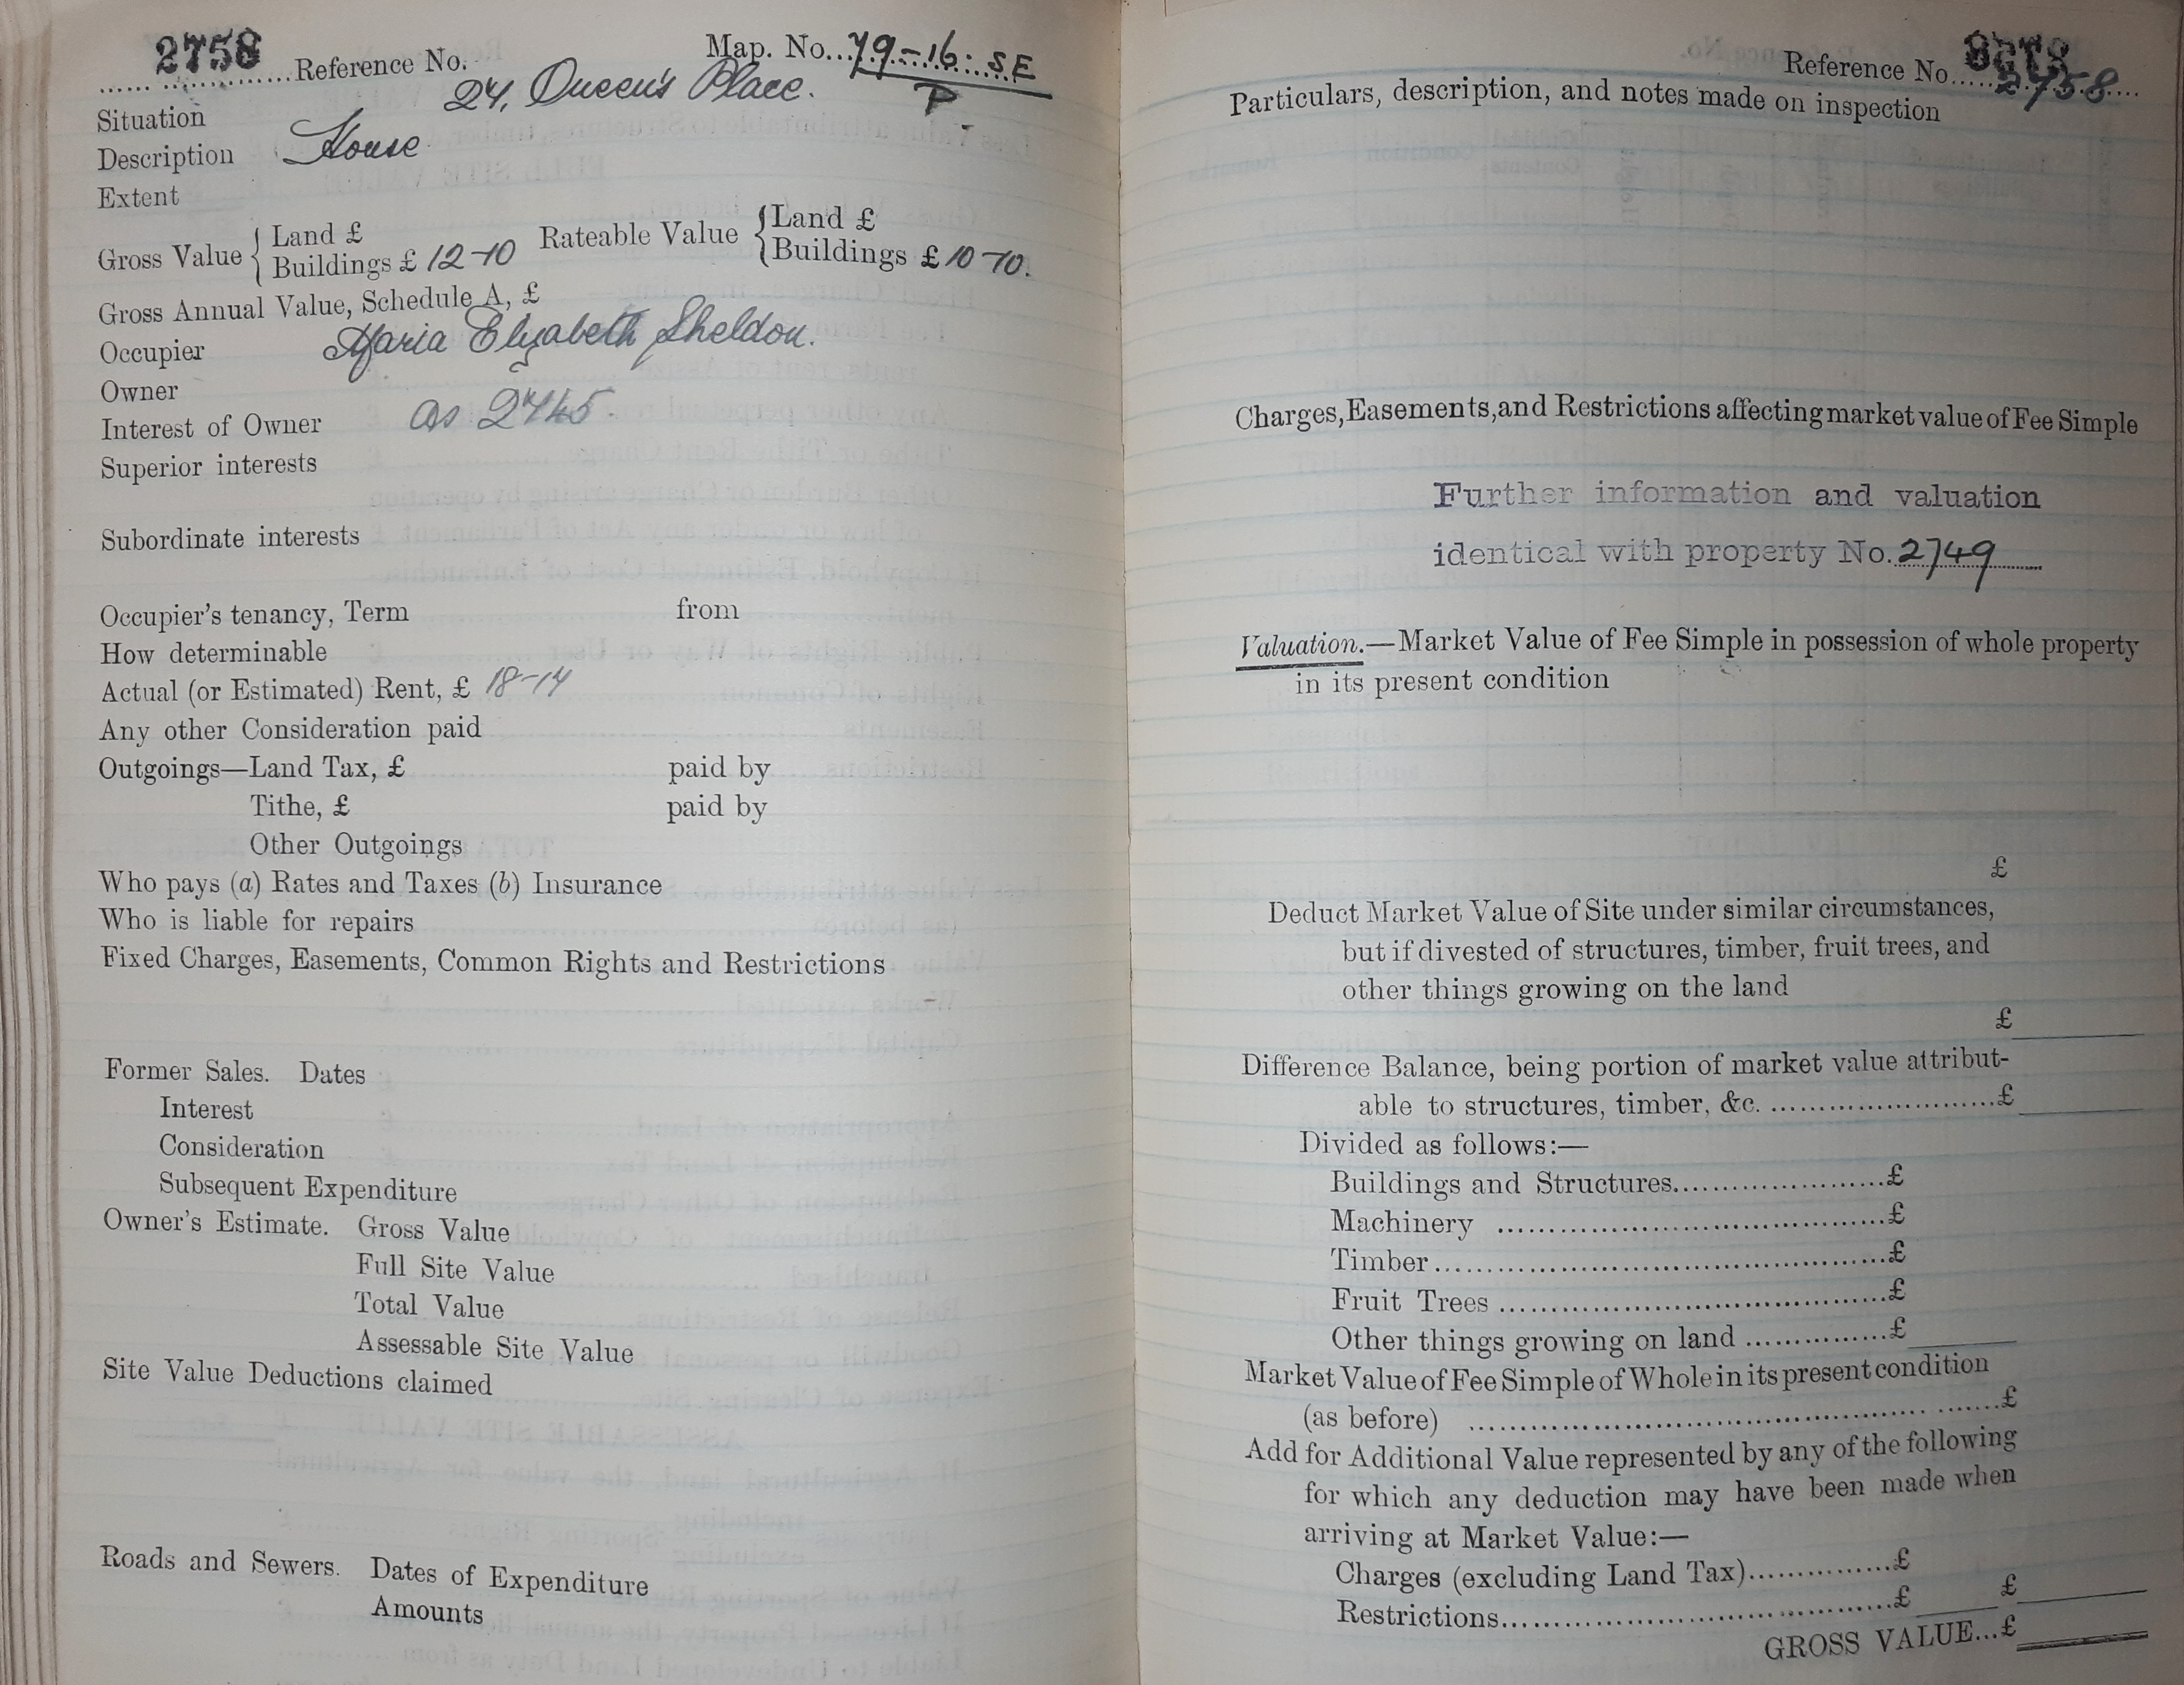 2758 Reference No. Map. No. 79-16: SE
P
Situation 24, Queen's Place.
Description House
Extent
Gross Value { Land £ Rateable Value { Land £
Buildings £ 12-10 Buildings £ 10-10.
Gross Annual Value, Schedule A, £
Occupier Maria Elizabeth Sheldon.
Owner
Interest of Owner as 2745.
Superior interests
Subordinate interests
Occupier's tenancy, Term from
How determinable
Actual (or Estimated) Rent, £ 18-14
Any other Consideration paid
Outgoings—Land Tax, £ paid by
Tithe, £ paid by
Other Outgoings
Who pays (a) Rates and Taxes (b) Insurance
Who is liable for repairs
Fixed Charges, Easements, Common Rights and Restrictions
Former Sales. Dates
Interest
Consideration
Subsequent Expenditure
Owner's Estimate. Gross Value
Full Site Value
Total Value
Assessable Site Value
Site Value Deductions claimed
Roads and Sewers. Dates of Expenditure
Amounts
Reference No. 2758
Particulars, description, and notes made on inspection
Charges, Easements, and Restrictions affecting market value of Fee Simple
Further information and valuation
identical with property No. 2749
Valuation.—Market Value of Fee Simple in possession of whole property
in its present condition
£
Deduct Market Value of Site under similar circumstances,
but if divested of structures, timber, fruit trees, and
other things growing on the land
£
Difference Balance, being portion of market value attribut-
able to structures, timber, &c. £
Divided as follows:—
Buildings and Structures £
Machinery £
Timber £
Fruit Trees £
Other things growing on land £
Market Value of Fee Simple of Whole in its present condition
(as before) £
Add for Additional Value represented by any of the following
for which any deduction may have been made when
arriving at Market Value:—
Charges (excluding Land Tax) £
Restrictions £ £
GROSS VALUE...£